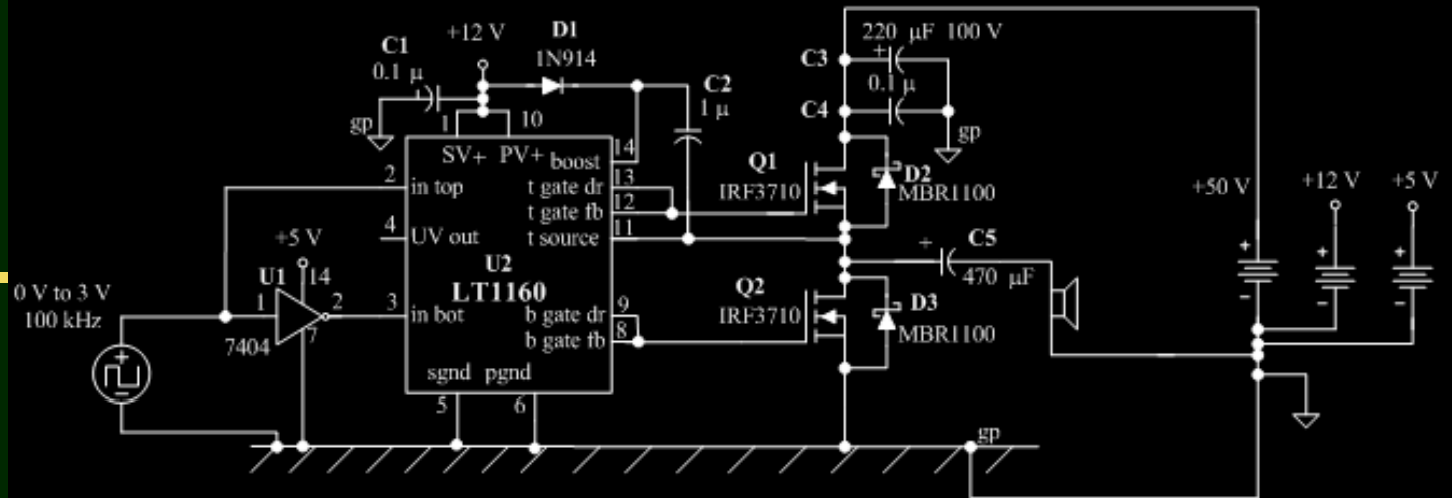 +12 V
D1
1N914
C1
0.1 μ
C2
1 μ
gp
1
10
SV+ PV+
boost
14
2
in top
t gate dr
13
t gate fb
12
4
UV out
t source
11
U2
LT1160
3
in bot
b gate dr
9
b gate fb
8
sgnd pgnd
5
6
+5 V
U1
14
1
2
7404
7
0 V to 3 V
100 kHz
220 μF 100 V
C3
+
0.1 μ
C4
gp
Q1
IRF3710
D2
MBR1100
+
C5
470 μF
Q2
IRF3710
D3
MBR1100
gp
+50 V
+12 V
+5 V
+
+
+
-
-
-
+
-